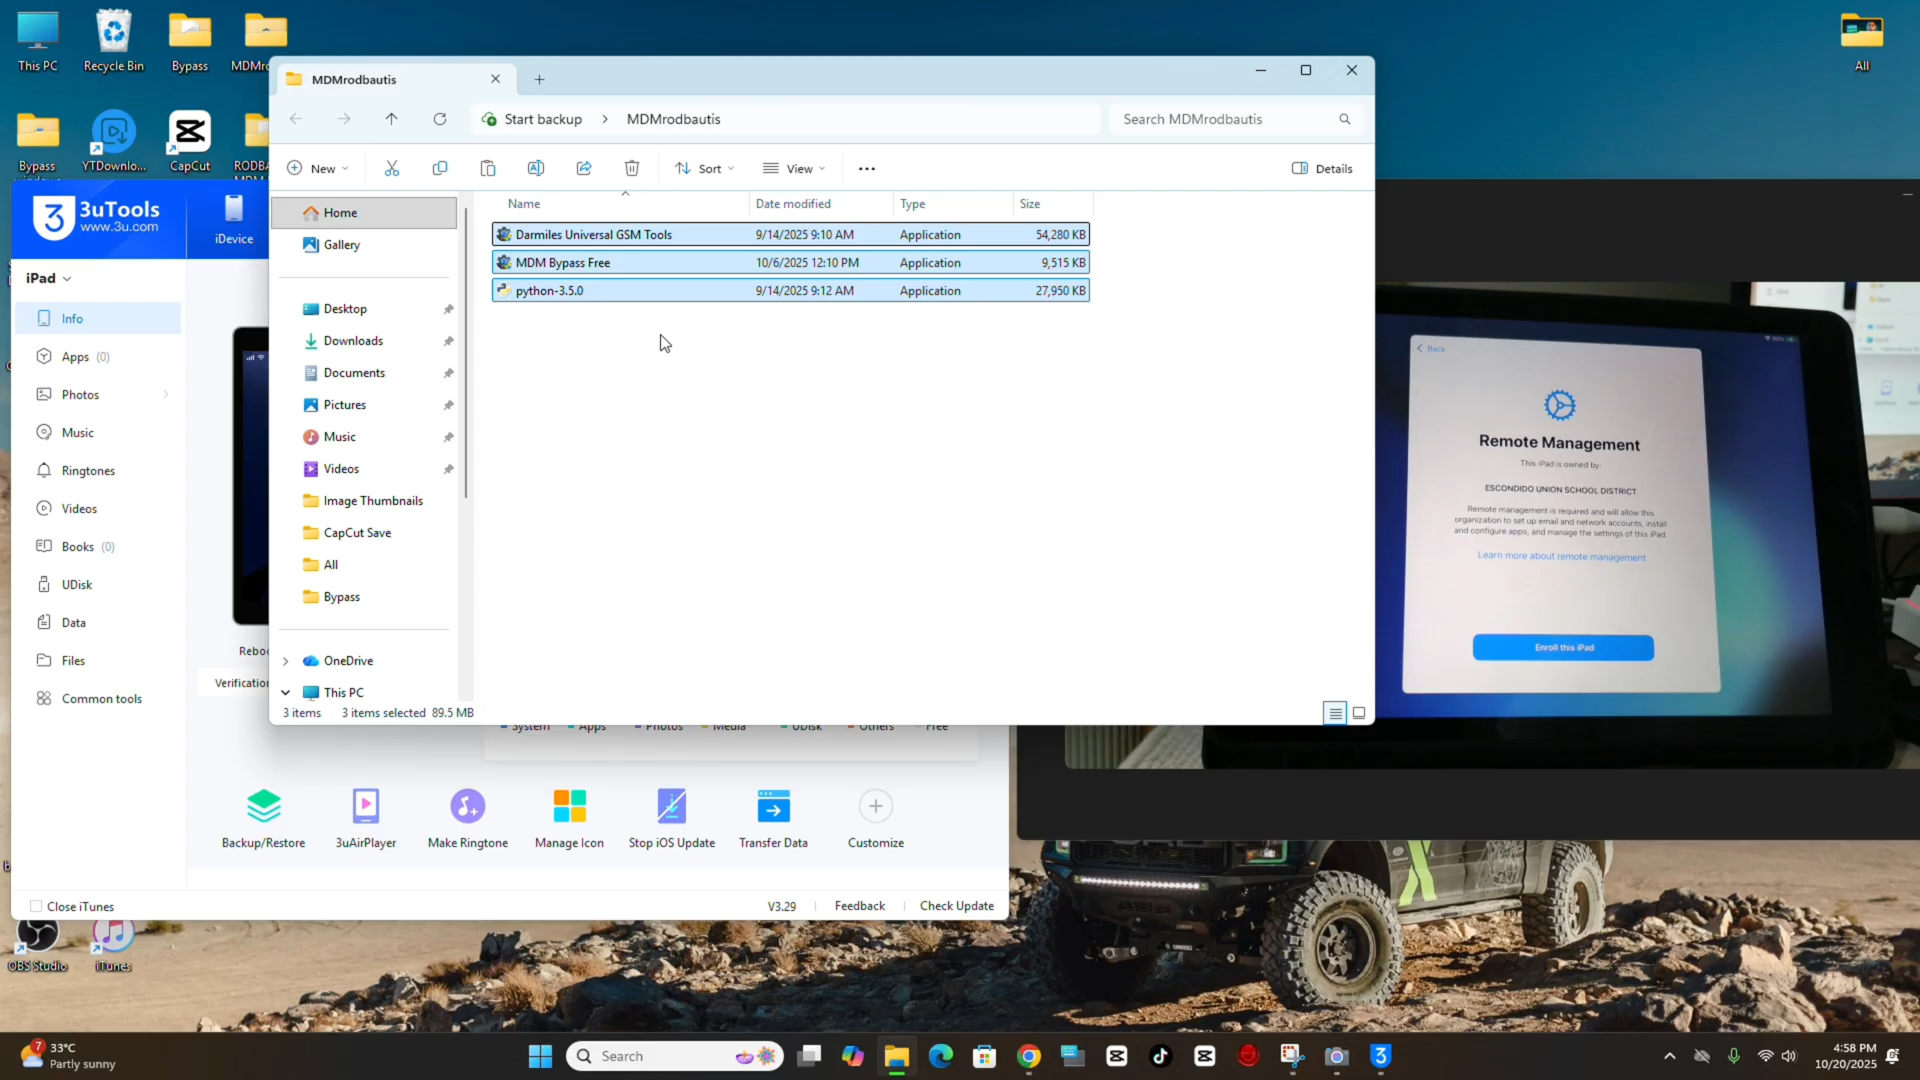 This PC
Recycle Bin
Bypass
All
Bypass
YTDownlo...
CapCut
MDMrodbautis
Start backup > MDMrodbautis
Search MDMrodbautis
New
Sort
View
Details
Name
Date modified
Type
Size
Darmiles Universal GSM Tools 9/14/2025 9:10 AM Application 54,280 KB
MDM Bypass Free 10/6/2025 12:10 PM Application 9,515 KB
python-3.5.0 9/14/2025 9:12 AM Application 27,950 KB
Home
Gallery
Desktop
Downloads
Documents
Pictures
Music
Videos
Image Thumbnails
CapCut Save
All
Bypass
OneDrive
This PC
3 items
3 items selected 89.5 MB
3uTools
www.3u.com
iDevice
iPad
Info
Apps (0)
Photos
Music
Ringtones
Videos
Books (0)
UDisk
Data
Files
Common tools
Verification
System
Apps
Photos
Media
UDisk
Others
Free
Backup/Restore
3uAirPlayer
Make Ringtone
Manage Icon
Stop iOS Update
Transfer Data
Customize
Close iTunes
V3.29
Feedback
Check Update
Back
Remote Management
This iPad is owned by:
ESCONDIDO UNION SCHOOL DISTRICT
Remote management is required and will allow this
organization to set up email and network accounts, install
and configure apps, and manage the settings of this iPad.
Learn more about remote management
Enroll this iPad
OBS Studio
iTunes
7
33°C
Partly sunny
Search
3
4:58 PM
10/20/2025